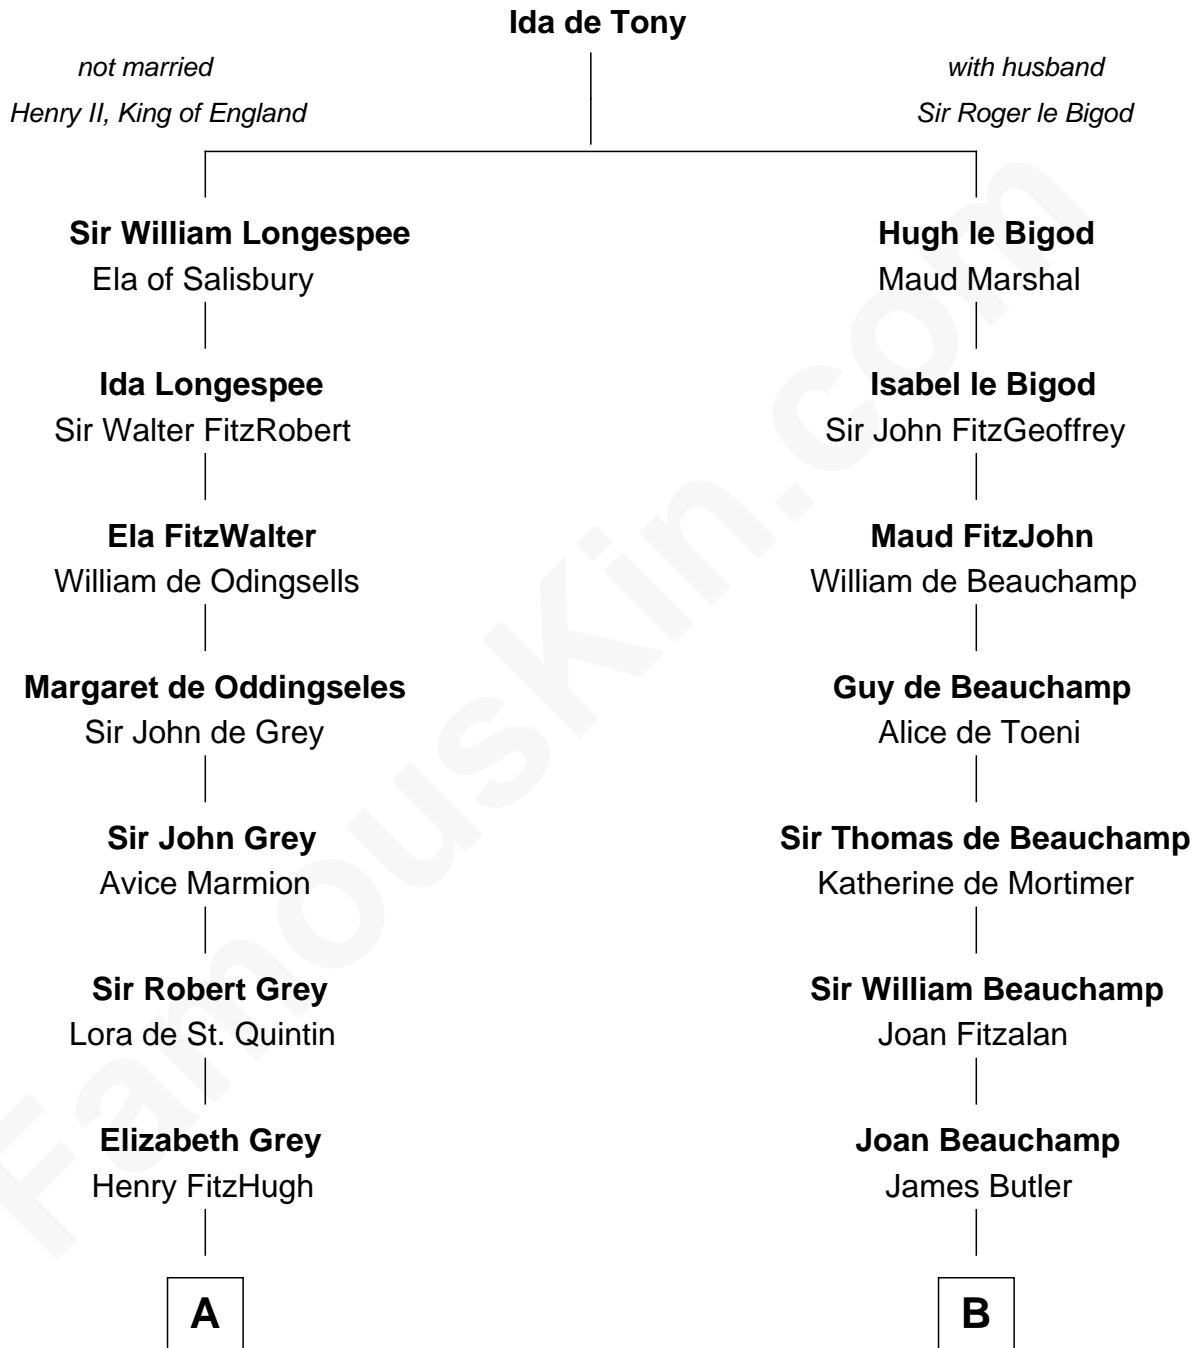 Ida de Tony
not married
Henry II, King of England
with husband
Sir Roger le Bigod
Sir William Longespee
Ela of Salisbury
Hugh le Bigod
Maud Marshal
Ida Longespee
Sir Walter FitzRobert
Isabel le Bigod
Sir John FitzGeoffrey
Ela FitzWalter
William de Odingsells
Maud FitzJohn
William de Beauchamp
Margaret de Oddingseles
Sir John de Grey
Guy de Beauchamp
Alice de Toeni
Sir John Grey
Avice Marmion
Sir Thomas de Beauchamp
Katherine de Mortimer
Sir Robert Grey
Lora de St. Quintin
Sir William Beauchamp
Joan Fitzalan
Elizabeth Grey
Henry FitzHugh
Joan Beauchamp
James Butler
A
B
FamousKin.com